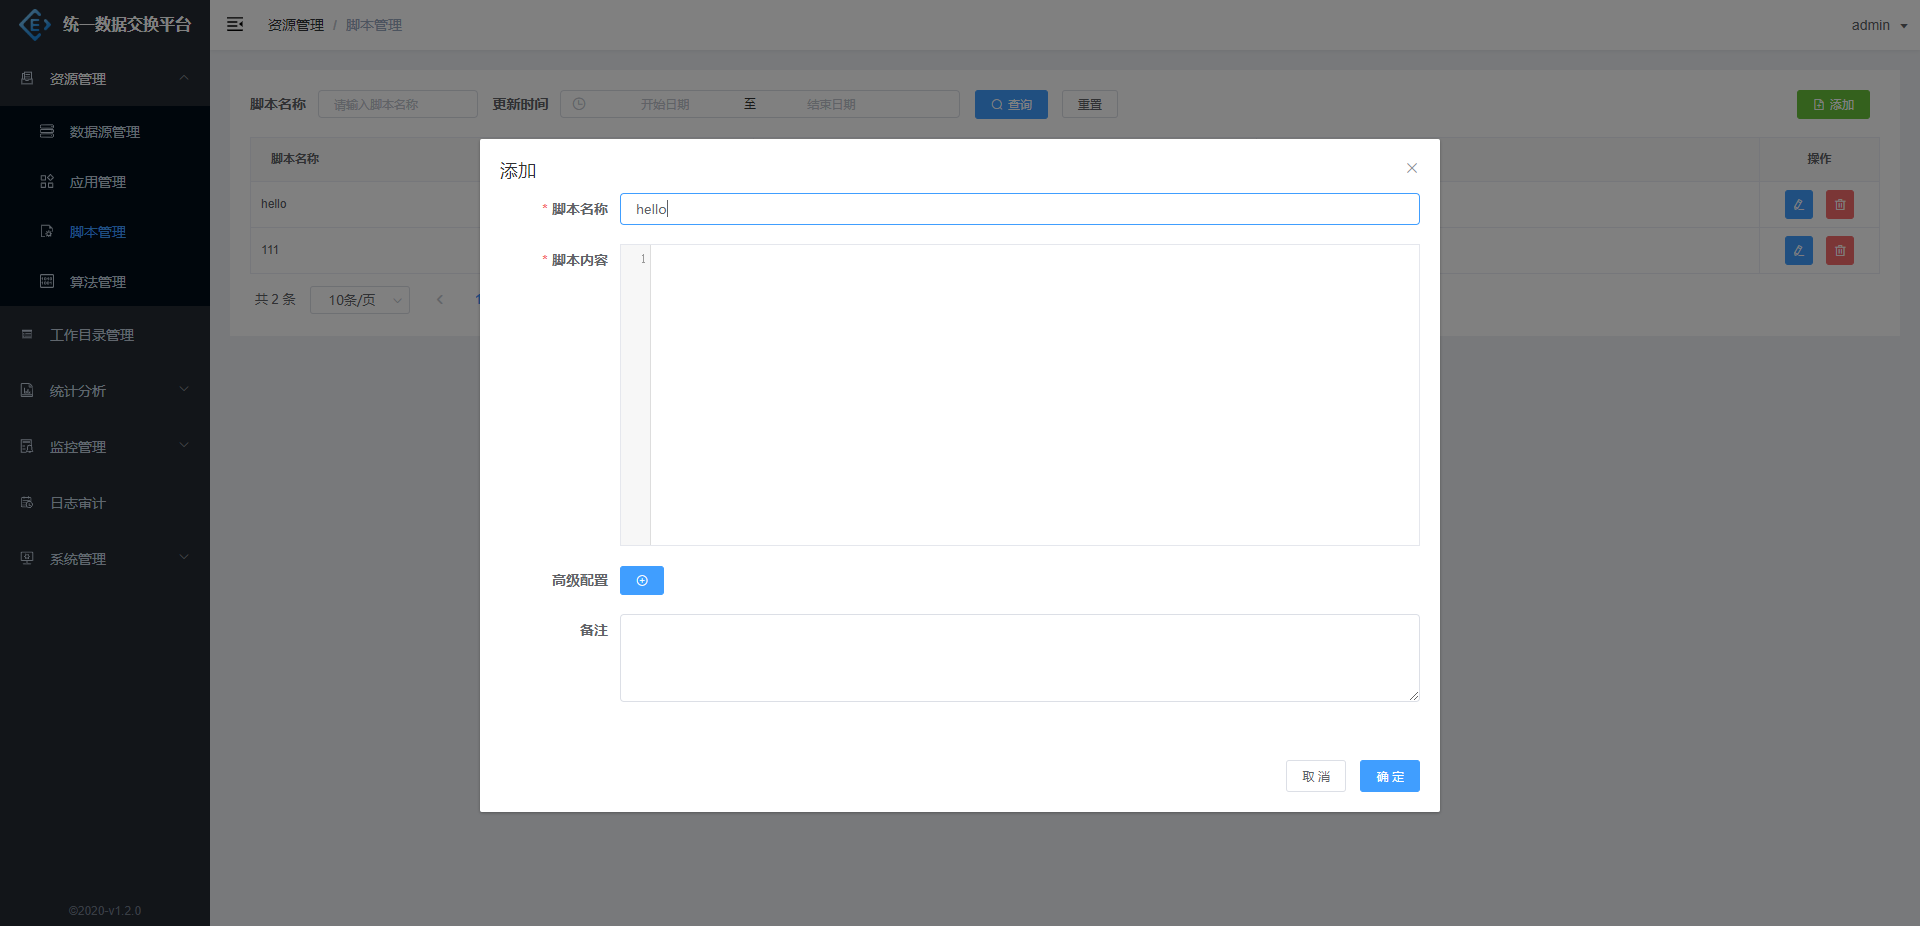 统一数据交换平台
资源管理 / 脚本管理
admin
资源管理
数据源管理
应用管理
脚本管理
算法管理
工作目录管理
统计分析
监控管理
日志审计
系统管理
©2020-v1.2.0
脚本名称 请输入脚本名称 更新时间 开始日期 至 结束日期 查询 重置 添加
脚本名称 操作
hello
111
共 2 条 10条/页 1
添加
* 脚本名称 hello
* 脚本内容 1
高级配置
备注
取消 确定